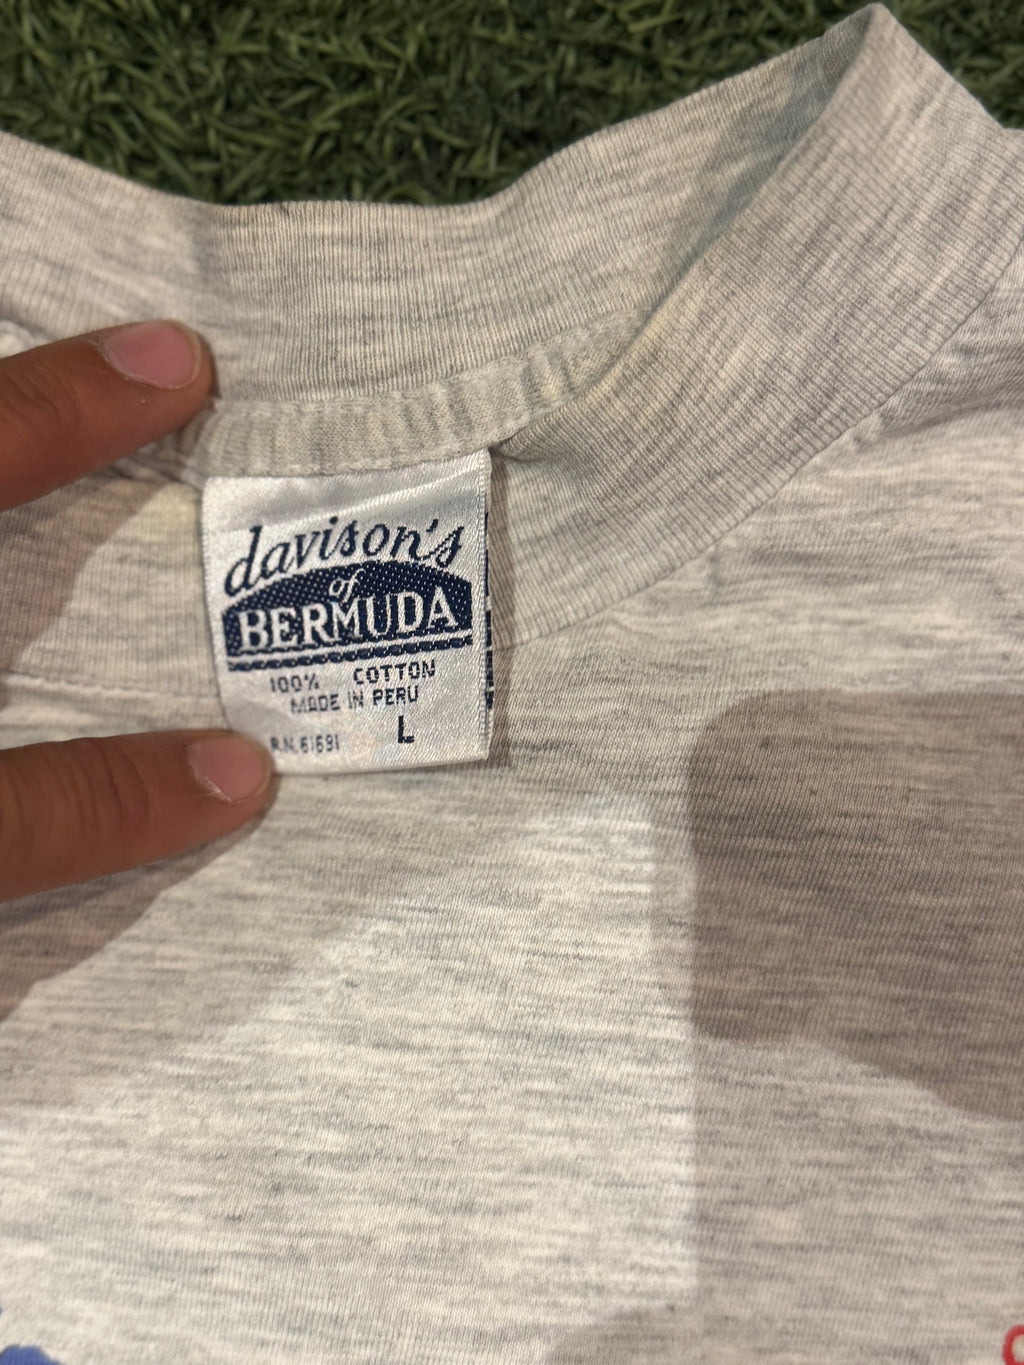 davison's
of
BERMUDA
100% COTTON
MADE IN PERU
L
R.N. 61691